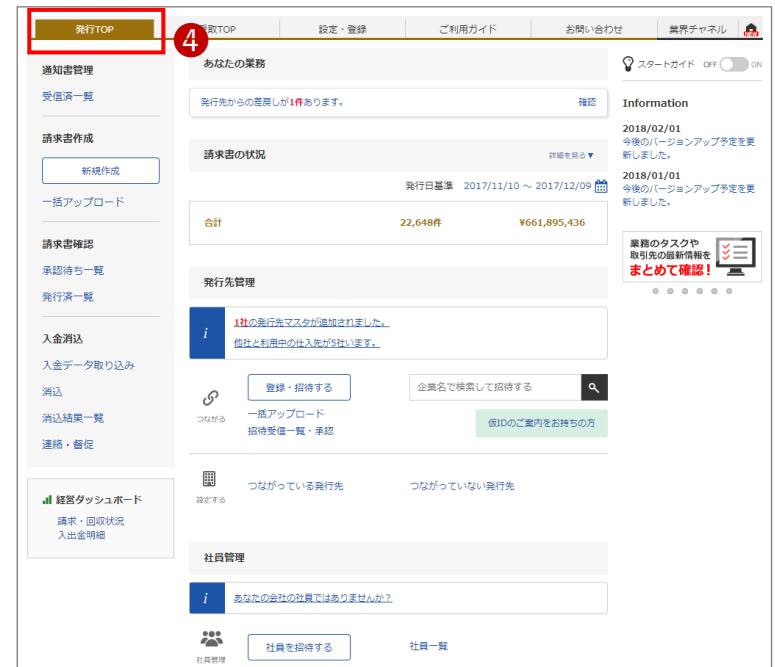 発行TOP
受取TOP
設定・登録
ご利用ガイド
お問い合わせ
業界チャネル
NEW
4
通知書管理
受信済一覧
請求書作成
新規作成
一括アップロード
請求書確認
承認待ち一覧
発行済一覧
入金消込
入金データ取り込み
消込
消込結果一覧
連絡・督促
経営ダッシュボード
請求・回収状況
入出金明細
あなたの業務
発行先からの差戻しが1件あります。 確認
請求書の状況 詳細を見る▼
発行日基準 2017/11/10 ～ 2017/12/09
合計 22,648件 ¥661,895,436
発行先管理
i
1社の発行先マスタが追加されました。
他社と利用中の仕入先が5社います。
つながる
登録・招待する
企業名で検索して招待する
一括アップロード
招待受信一覧・承認
仮IDのご案内をお持ちの方
設定する
つながっている発行先
つながっていない発行先
社員管理
i
あなたの会社の社員ではありませんか？
社員管理
社員を招待する
社員一覧
スタートガイド OFF ON
Information
2018/02/01
今後のバージョンアップ予定を更
新しました。
2018/01/01
今後のバージョンアップ予定を更
新しました。
業務のタスクや
取引先の最新情報を
まとめて確認！